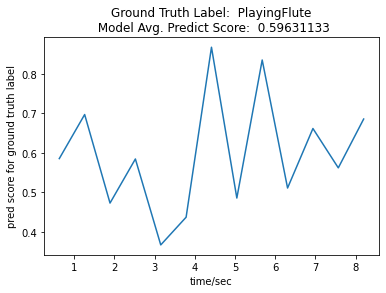 Ground Truth Label:  PlayingFlute
Model Avg. Predict Score:  0.59631133
pred score for ground truth label
0.8
0.7
0.6
0.5
0.4
1 2 3 4 5 6 7 8
time/sec